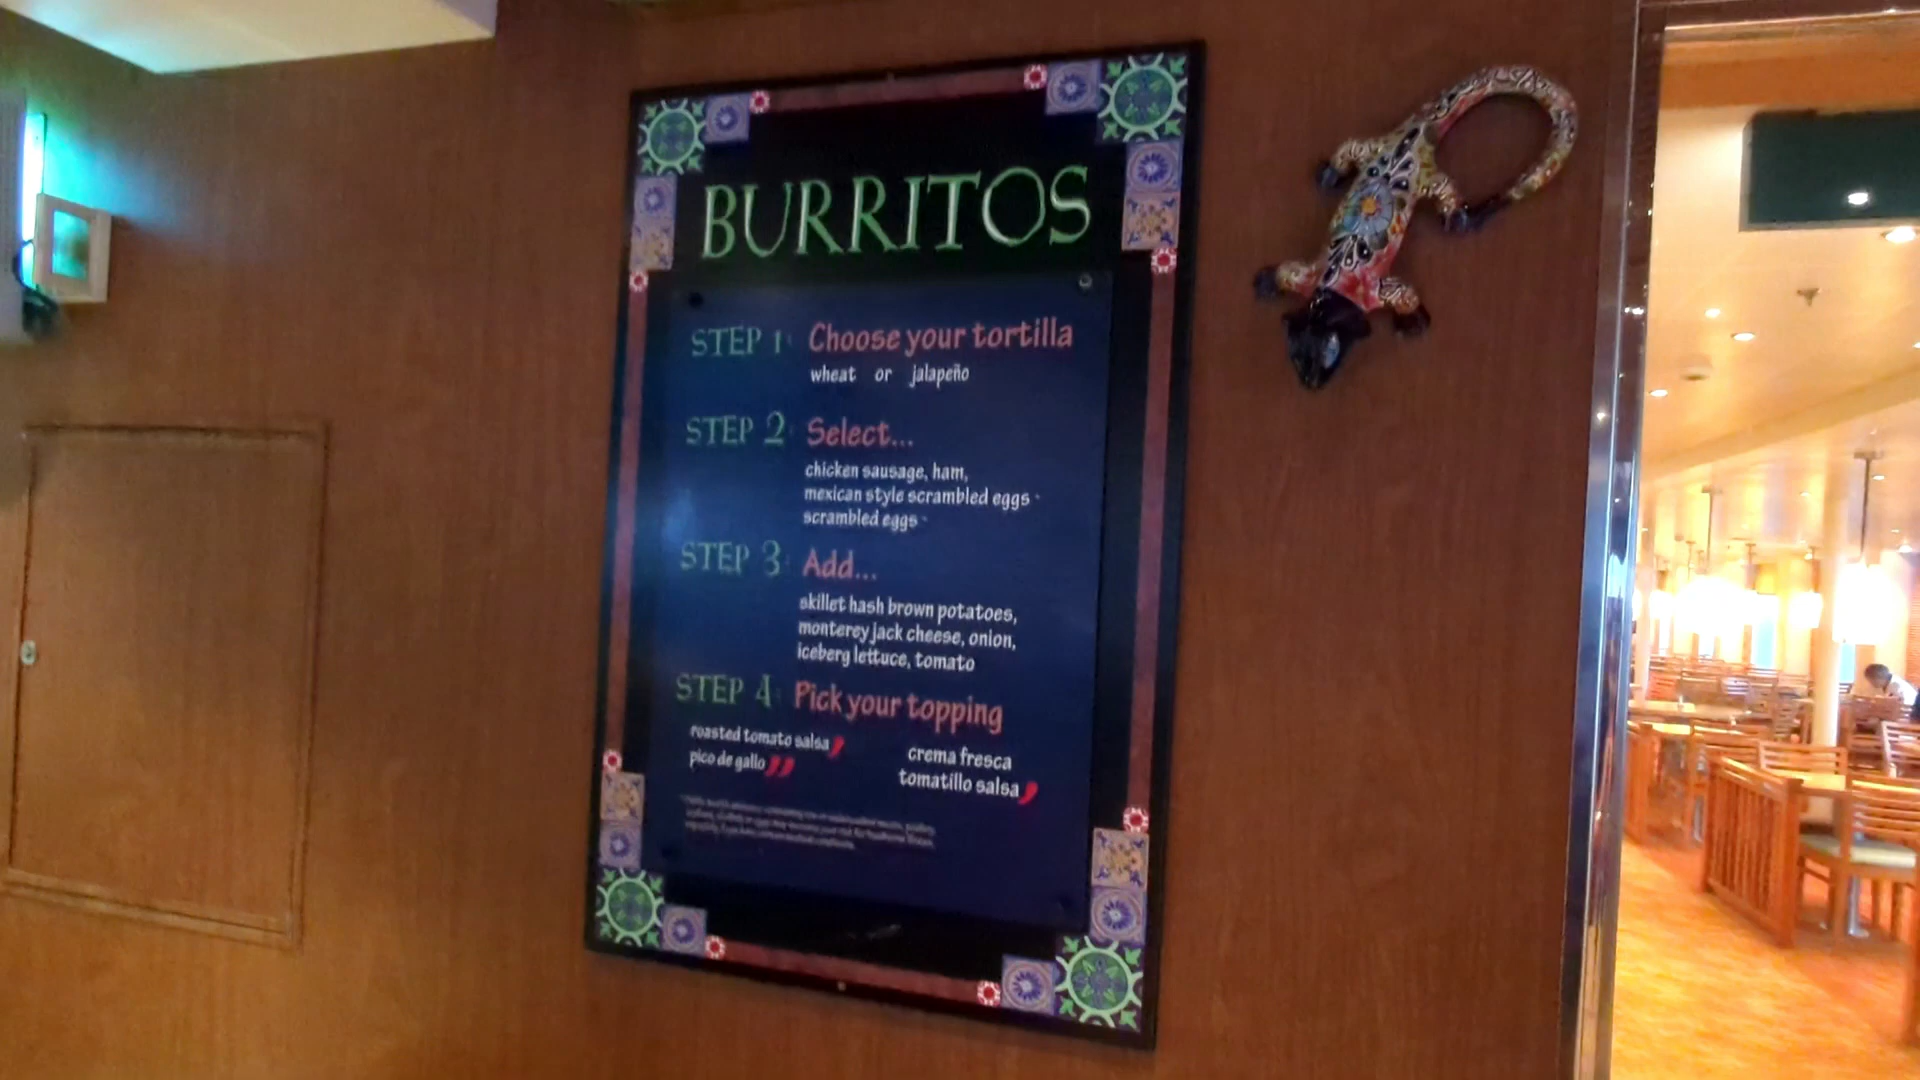 BURRITOS
STEP 1: Choose your tortilla
wheat or jalapeño
STEP 2: Select...
chicken sausage, ham,
mexican style scrambled eggs *
scrambled eggs *
STEP 3: Add...
skillet hash brown potatoes,
monterey jack cheese, onion,
iceberg lettuce, tomato
STEP 4: Pick your topping
roasted tomato salsa
pico de gallo
crema fresca
tomatillo salsa